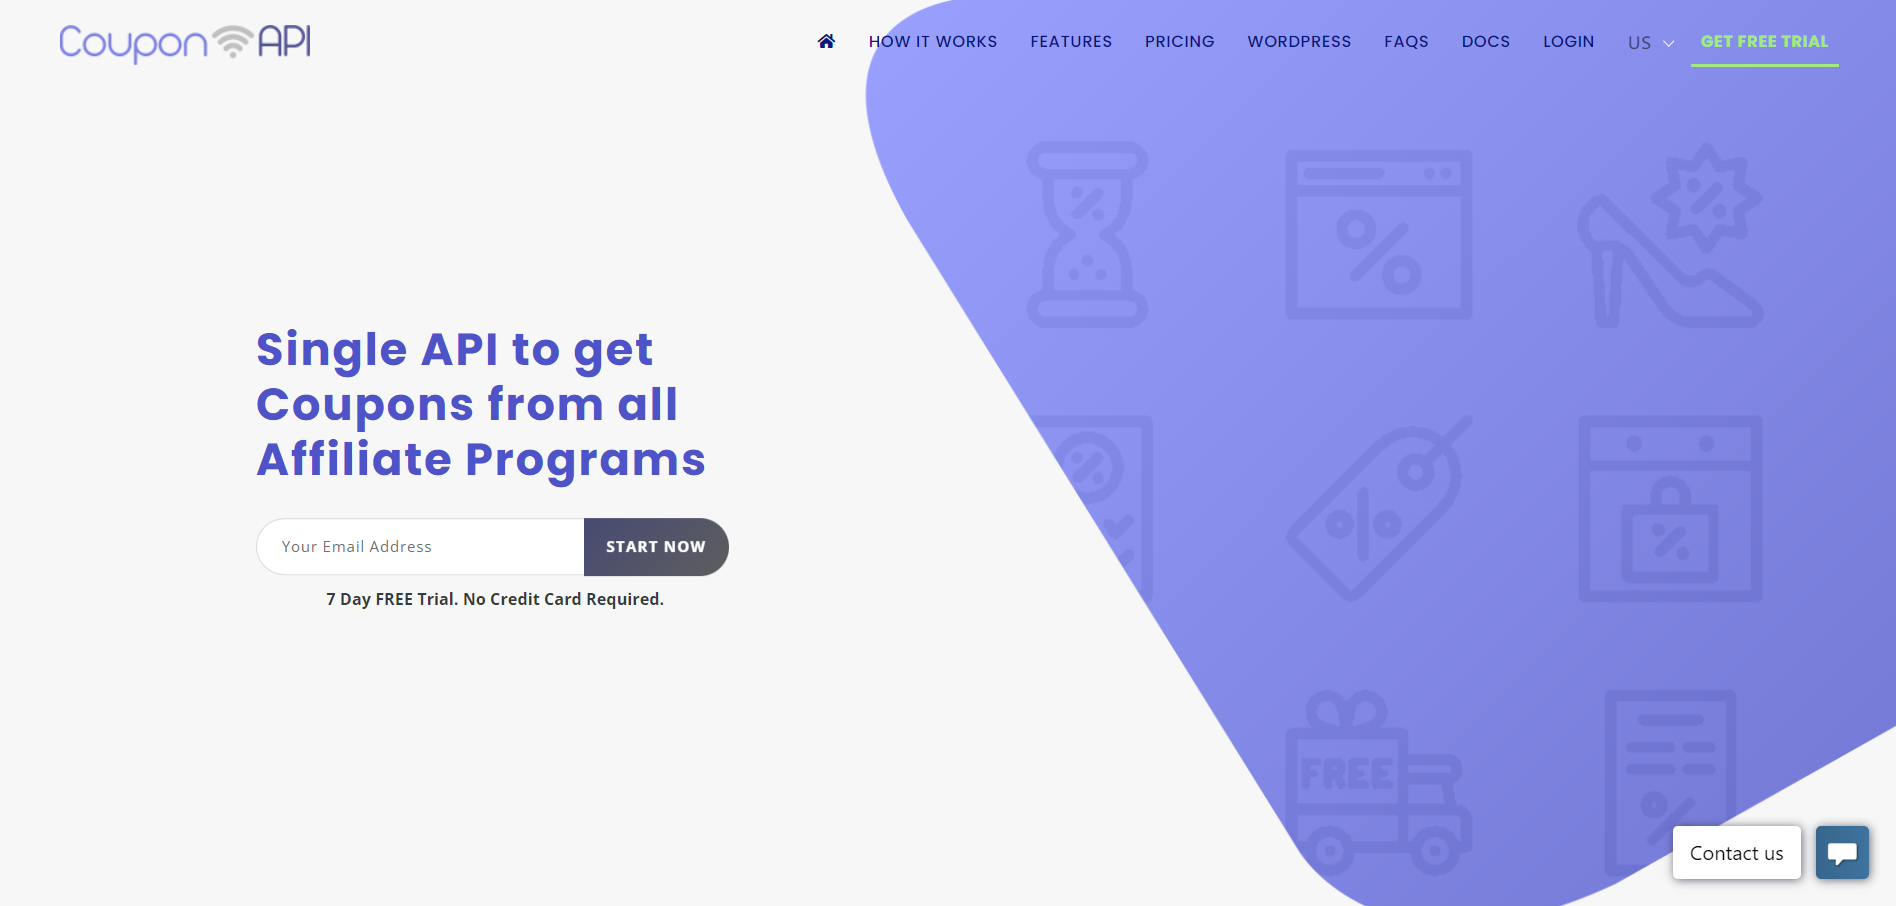 Coupon API
HOW IT WORKS
FEATURES
PRICING
WORDPRESS
FAQS
DOCS
LOGIN
US
GET FREE TRIAL
Single API to get
Coupons from all
Affiliate Programs
Your Email Address
START NOW
7 Day FREE Trial. No Credit Card Required.
FREE
Contact us